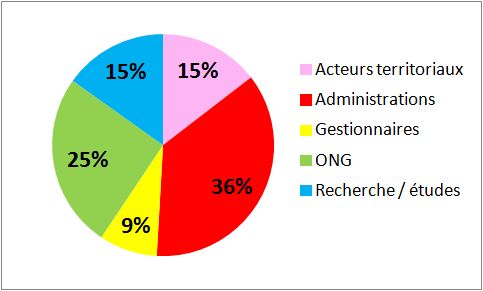 15%
15%
36%
9%
25%
Acteurs territoriaux
Administrations
Gestionnaires
ONG
Recherche / études